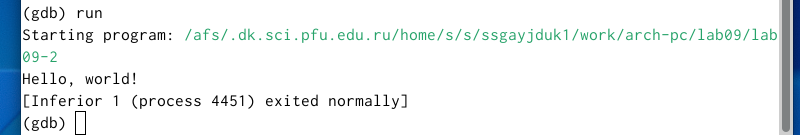 (gdb) run
Starting program: /afs/.dk.sci.pfu.edu.ru/home/s/s/ssgayjduk1/work/arch-pc/lab09/lab
09-2
Hello, world!
[Inferior 1 (process 4451) exited normally]
(gdb)